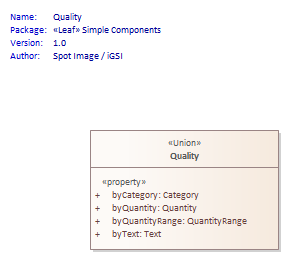 Name: Quality
Package: «Leaf» Simple Components
Version: 1.0
Author: Spot Image / iGSI
«Union»
Quality
«property»
+ byCategory: Category
+ byQuantity: Quantity
+ byQuantityRange: QuantityRange
+ byText: Text